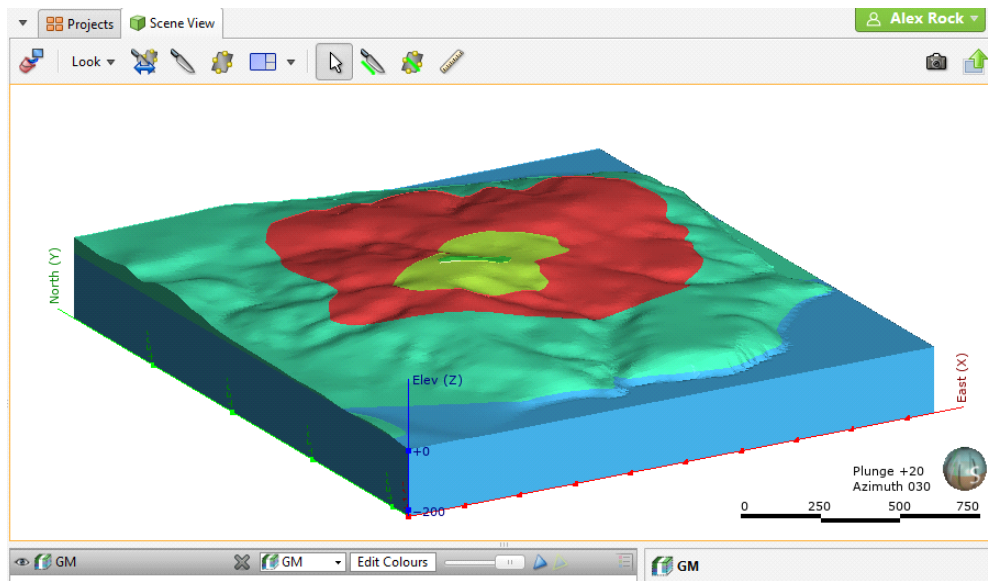 Projects
Scene View
Alex Rock
Look
North (Y)
Elev (Z)
East (X)
+0
-200
Plunge +20
Azimuth 030
0 250 500 750
S
GM
GM
Edit Colours
GM